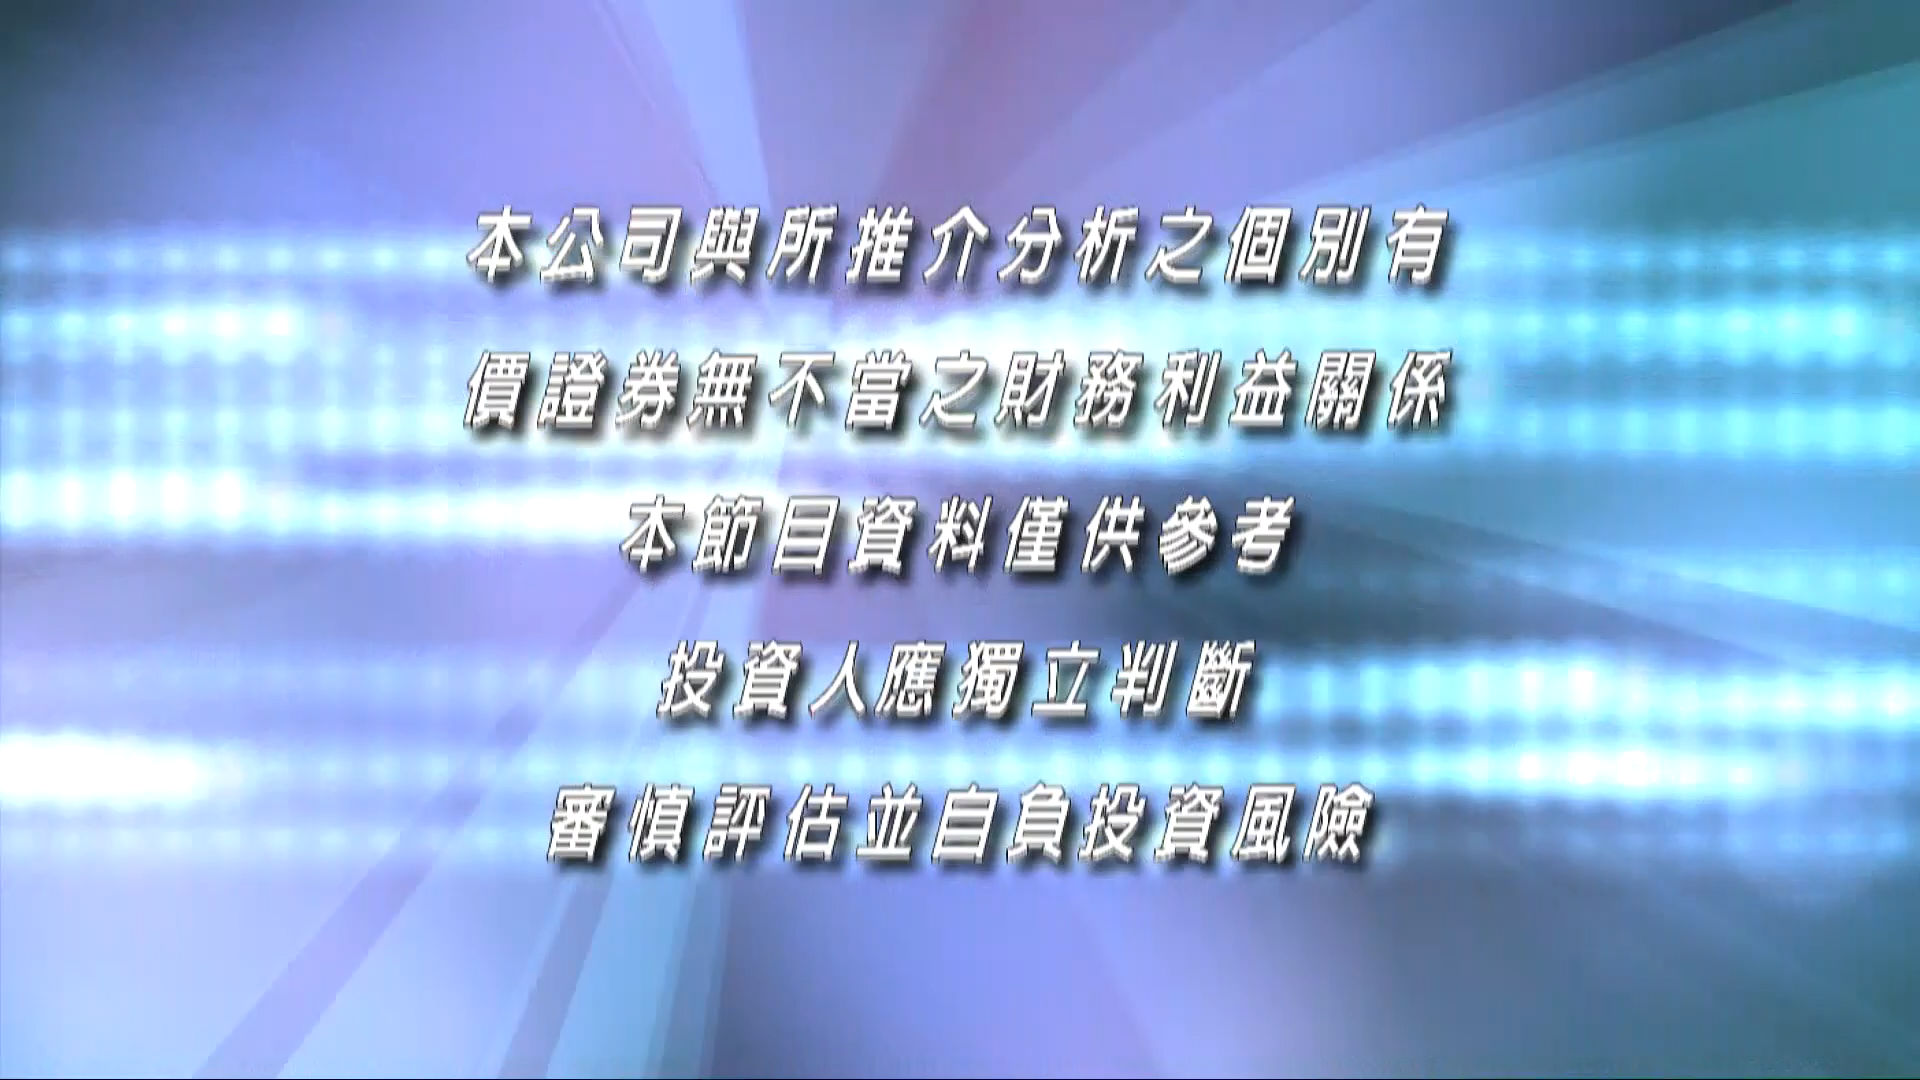 本公司與所推介分析之個別有
價證券無不當之財務利益關係
本節目資料僅供參考
投資人應獨立判斷
審慎評估並自負投資風險